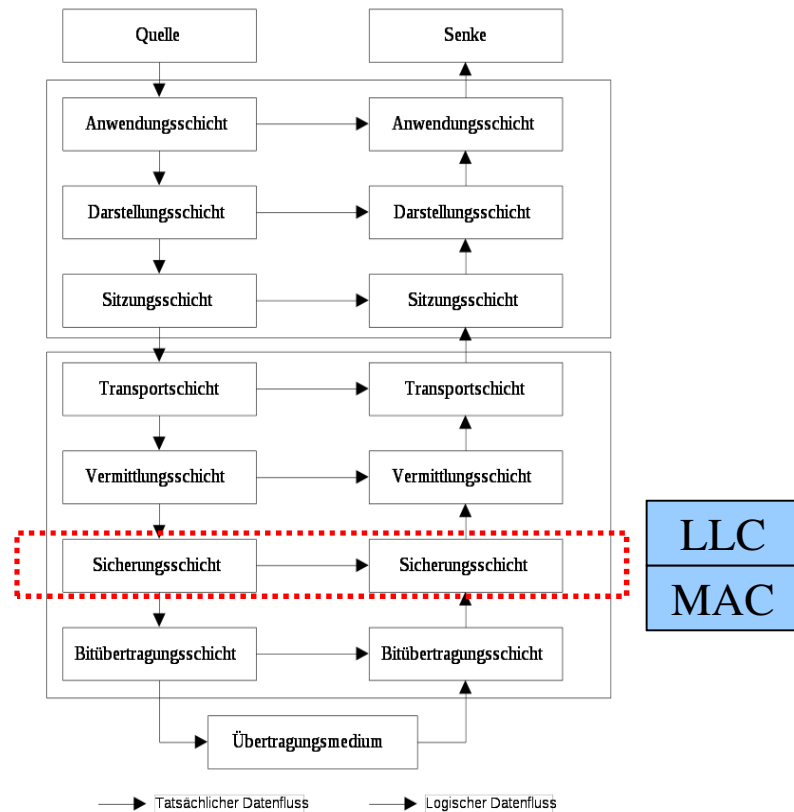 Quelle
Senke
Anwendungsschicht
Anwendungsschicht
Darstellungsschicht
Darstellungsschicht
Sitzungsschicht
Sitzungsschicht
Transportschicht
Transportschicht
Vermittlungsschicht
Vermittlungsschicht
Sicherungsschicht
Sicherungsschicht
LLC
MAC
Bitübertragungsschicht
Bitübertragungsschicht
Übertragungsmedium
Tatsächlicher Datenfluss
Logischer Datenfluss